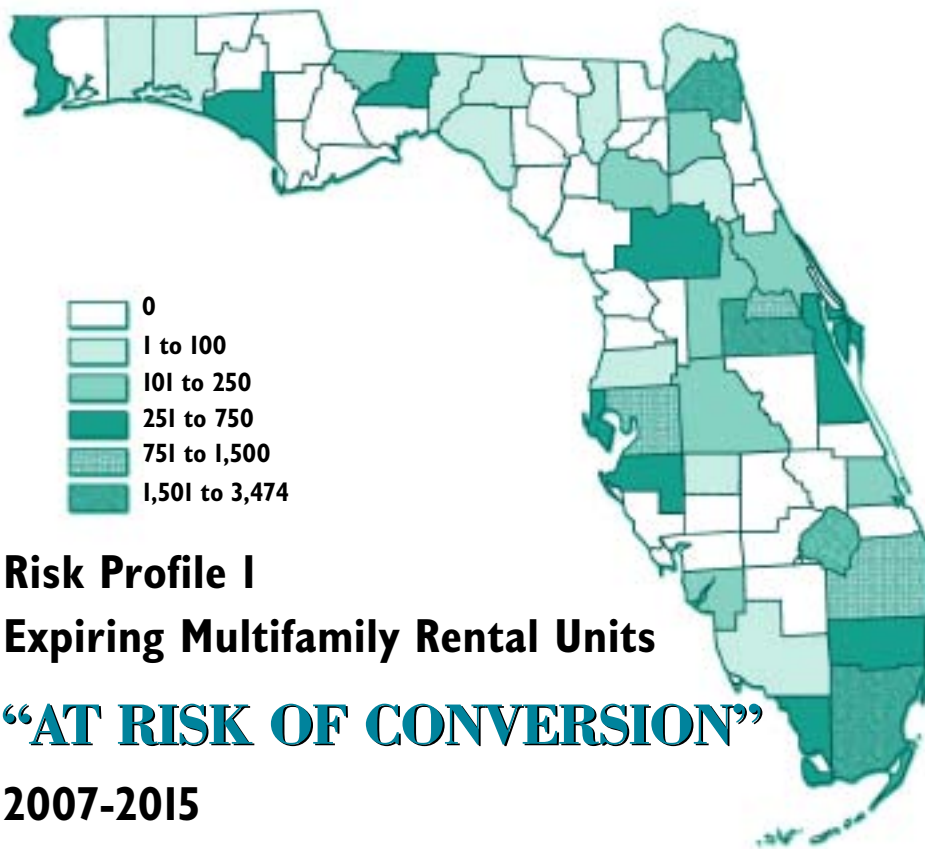 0
1 to 100
101 to 250
251 to 750
751 to 1,500
1,501 to 3,474
Risk Profile 1
Expiring Multifamily Rental Units
“AT RISK OF CONVERSION”
2007-2015